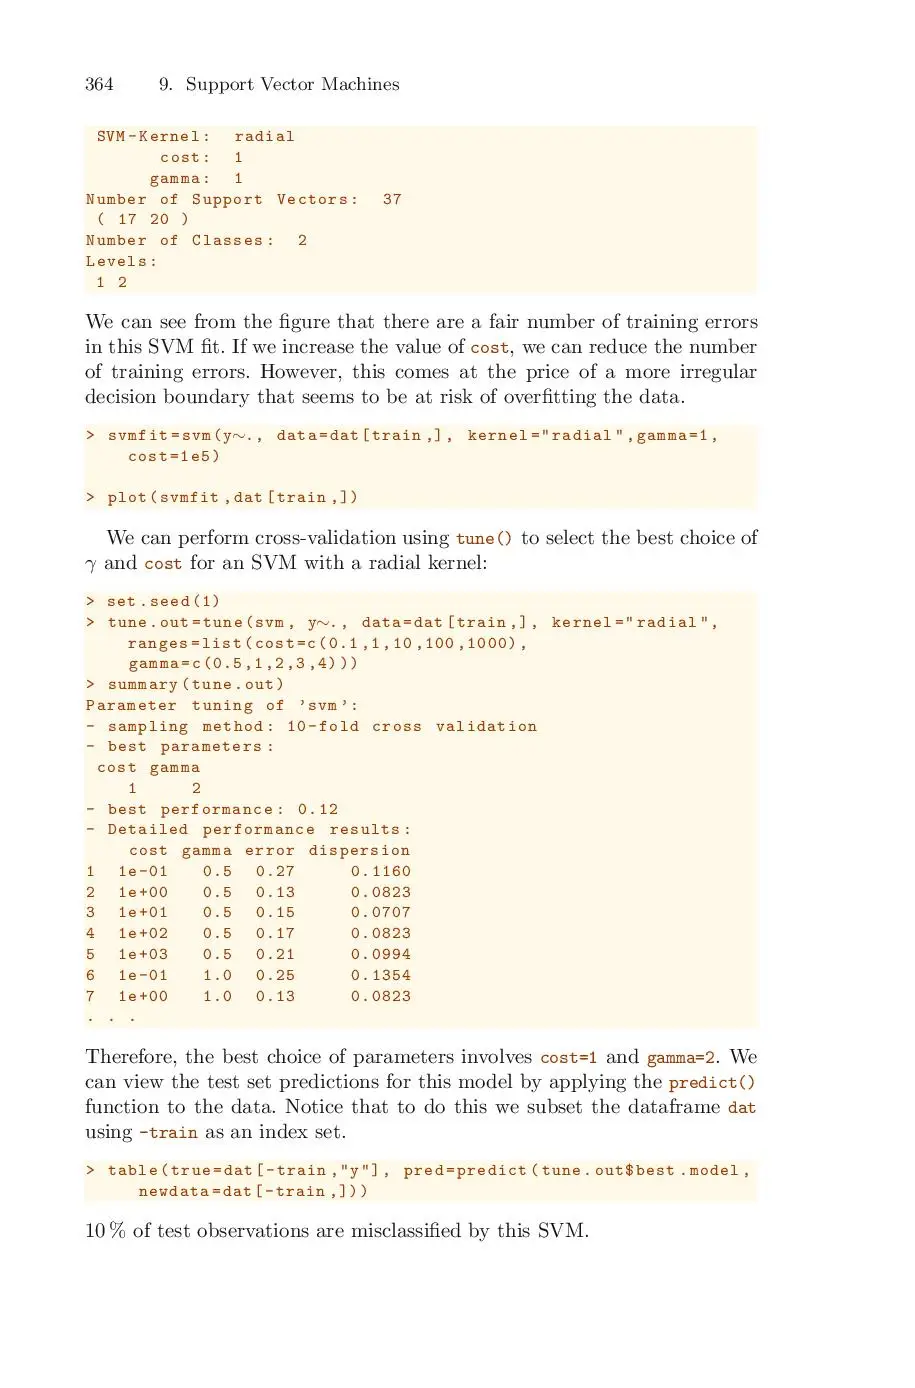 364 9. Support Vector Machines
SVM-Kernel: radial
cost: 1
gamma: 1
Number of Support Vectors: 37
( 17 20 )
Number of Classes: 2
Levels:
1 2
We can see from the figure that there are a fair number of training errors
in this SVM fit. If we increase the value of cost, we can reduce the number
of training errors. However, this comes at the price of a more irregular
decision boundary that seems to be at risk of overfitting the data.
> svmfit=svm(y∼., data=dat[train,], kernel="radial",gamma=1,
cost=1e5)
> plot(svmfit,dat[train,])
We can perform cross-validation using tune() to select the best choice of
γ and cost for an SVM with a radial kernel:
> set.seed(1)
> tune.out=tune(svm, y∼., data=dat[train,], kernel="radial",
ranges=list(cost=c(0.1,1,10,100,1000),
gamma=c(0.5,1,2,3,4)))
> summary(tune.out)
Parameter tuning of ’svm’:
- sampling method: 10-fold cross validation
- best parameters:
cost gamma
1 2
- best performance: 0.12
- Detailed performance results:
cost gamma error dispersion
1 1e-01 0.5 0.27 0.1160
2 1e+00 0.5 0.13 0.0823
3 1e+01 0.5 0.15 0.0707
4 1e+02 0.5 0.17 0.0823
5 1e+03 0.5 0.21 0.0994
6 1e-01 1.0 0.25 0.1354
7 1e+00 1.0 0.13 0.0823
. . .
Therefore, the best choice of parameters involves cost=1 and gamma=2. We
can view the test set predictions for this model by applying the predict()
function to the data. Notice that to do this we subset the dataframe dat
using -train as an index set.
> table(true=dat[-train,"y"], pred=predict(tune.out$best.model,
newdata=dat[-train,]))
10 % of test observations are misclassified by this SVM.